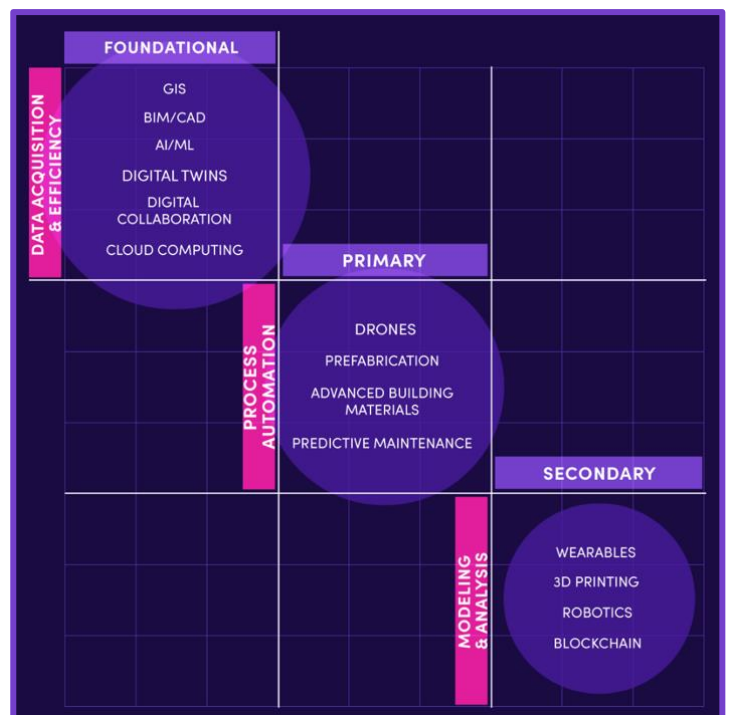 FOUNDATIONAL
DATA ACQUISITION
& EFFICIENCY
GIS
BIM/CAD
AI/ML
DIGITAL TWINS
DIGITAL
COLLABORATION
CLOUD COMPUTING
PRIMARY
PROCESS
AUTOMATION
DRONES
PREFABRICATION
ADVANCED BUILDING
MATERIALS
PREDICTIVE MAINTENANCE
SECONDARY
MODELING
& ANALYSIS
WEARABLES
3D PRINTING
ROBOTICS
BLOCKCHAIN